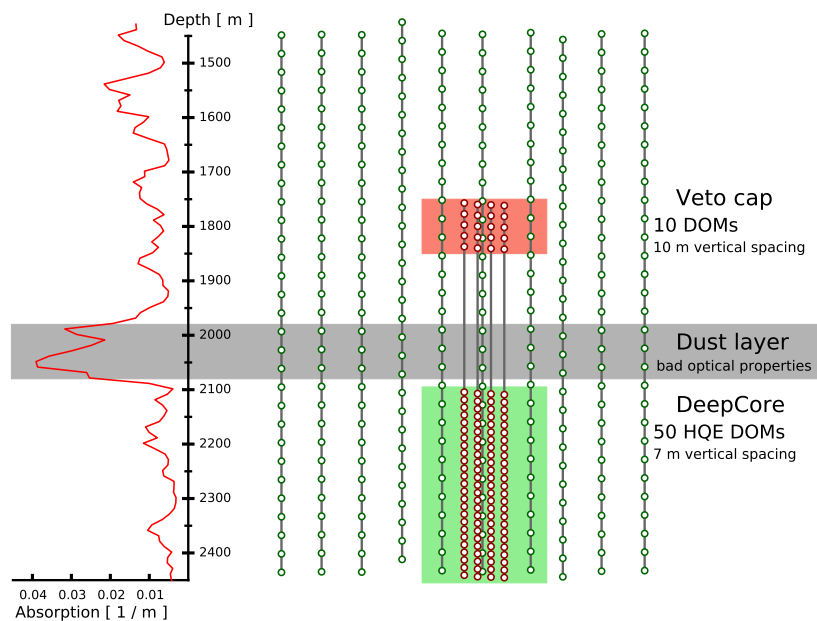 Depth [ m ]
1500
1600
1700
1800
1900
2000
2100
2200
2300
2400
Veto cap
10 DOMs
10 m vertical spacing
Dust layer
bad optical properties
DeepCore
50 HQE DOMs
7 m vertical spacing
0.04 0.03 0.02 0.01
Absorption [ 1 / m ]